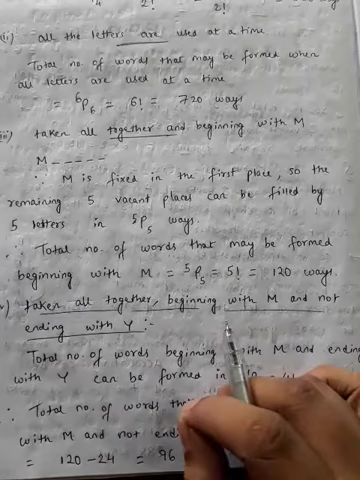 4 2! 2!
(ii) all the letters are used at a time
Total no. of words that may be formed when
all letters are used at a time
= ⁶P₆ = 6! = 720 ways
iii) taken all together and beginning with M
M _ _ _ _ _
∴ M is fixed in the first place, so the
remaining 5 vacant places can be filled by
5 letters in ⁵P₅ ways.
∴ Total no. of words that may be formed
beginning with M = ⁵P₅ = 5! = 120 ways.
v) taken all together, beginning with M and not
ending with Y :-
Total no. of words beginning with M and ending
with Y can be formed in
∴ Total no. of words
with M and not end
= 120 - 24 = 96